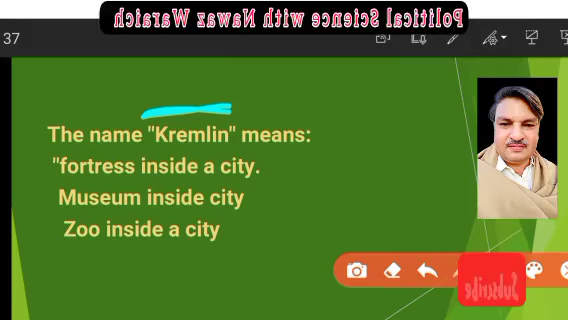 Political Science with Nawaz Waraich
37
The name "Kremlin" means:
"fortress inside a city.
Museum inside city
Zoo inside a city
Subscribe